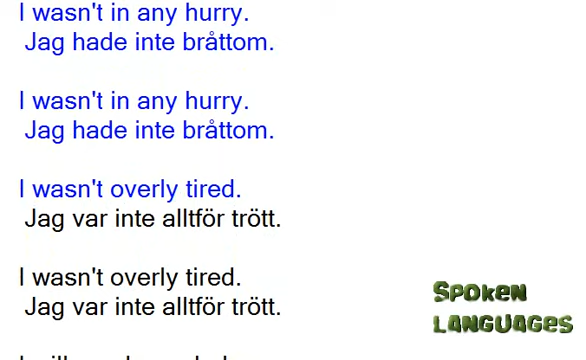 I wasn't in any hurry.
Jag hade inte bråttom.
I wasn't in any hurry.
Jag hade inte bråttom.
I wasn't overly tired.
Jag var inte alltför trött.
I wasn't overly tired.
Jag var inte alltför trött.
Spoken
Languages